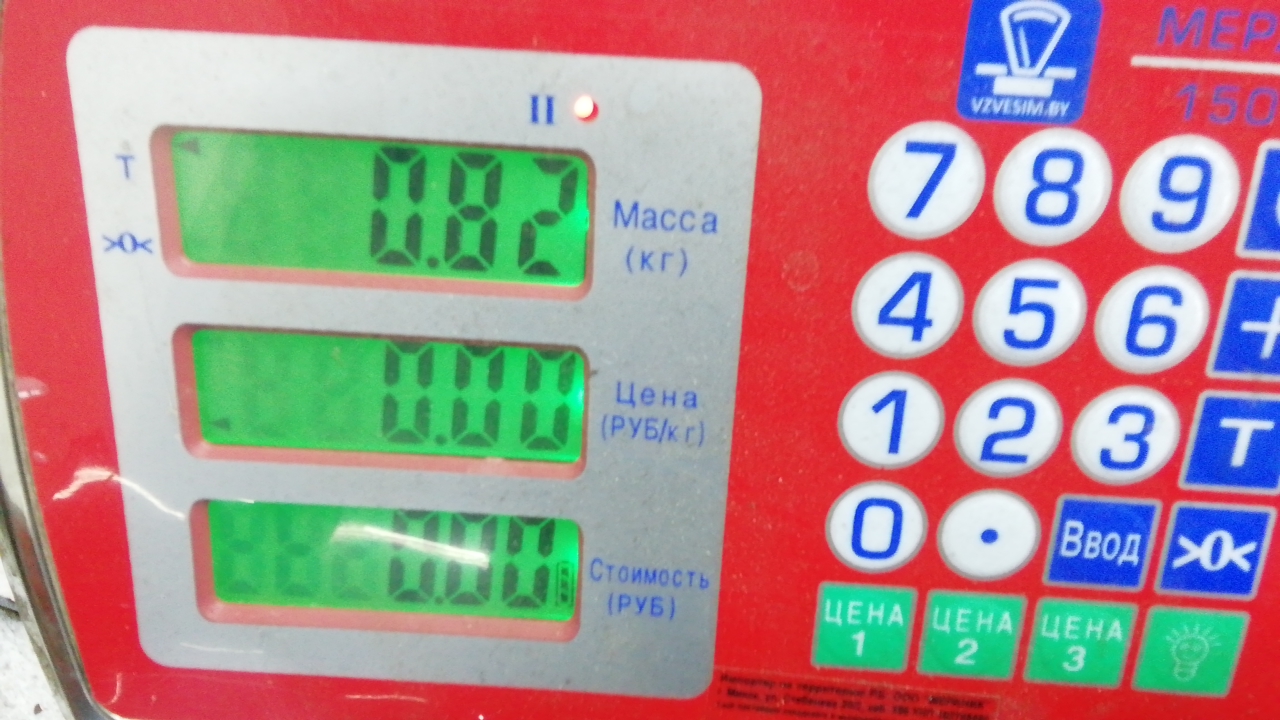 II
T
0.82
Масса
(кг)
>0<
0.00
Цена
(РУБ/кг)
0.00
Стоимость
(РУБ)
VZVESIM.BY
150
7 8 9
4 5 6
+
1 2 3 T
0 . Ввод >0<
ЦЕНА 1
ЦЕНА 2
ЦЕНА 3